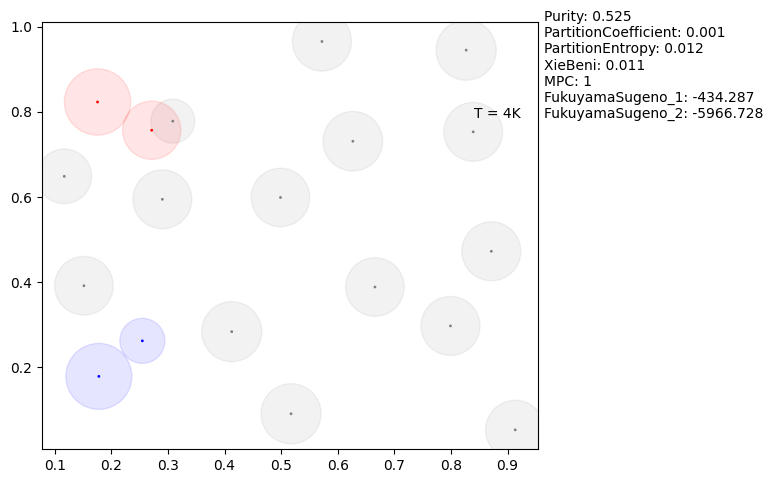 Purity: 0.525
PartitionCoefficient: 0.001
PartitionEntropy: 0.012
XieBeni: 0.011
MPC: 1
FukuyamaSugeno_1: -434.287
FukuyamaSugeno_2: -5966.728
T = 4K
1.0
0.8
0.6
0.4
0.2
0.1 0.2 0.3 0.4 0.5 0.6 0.7 0.8 0.9